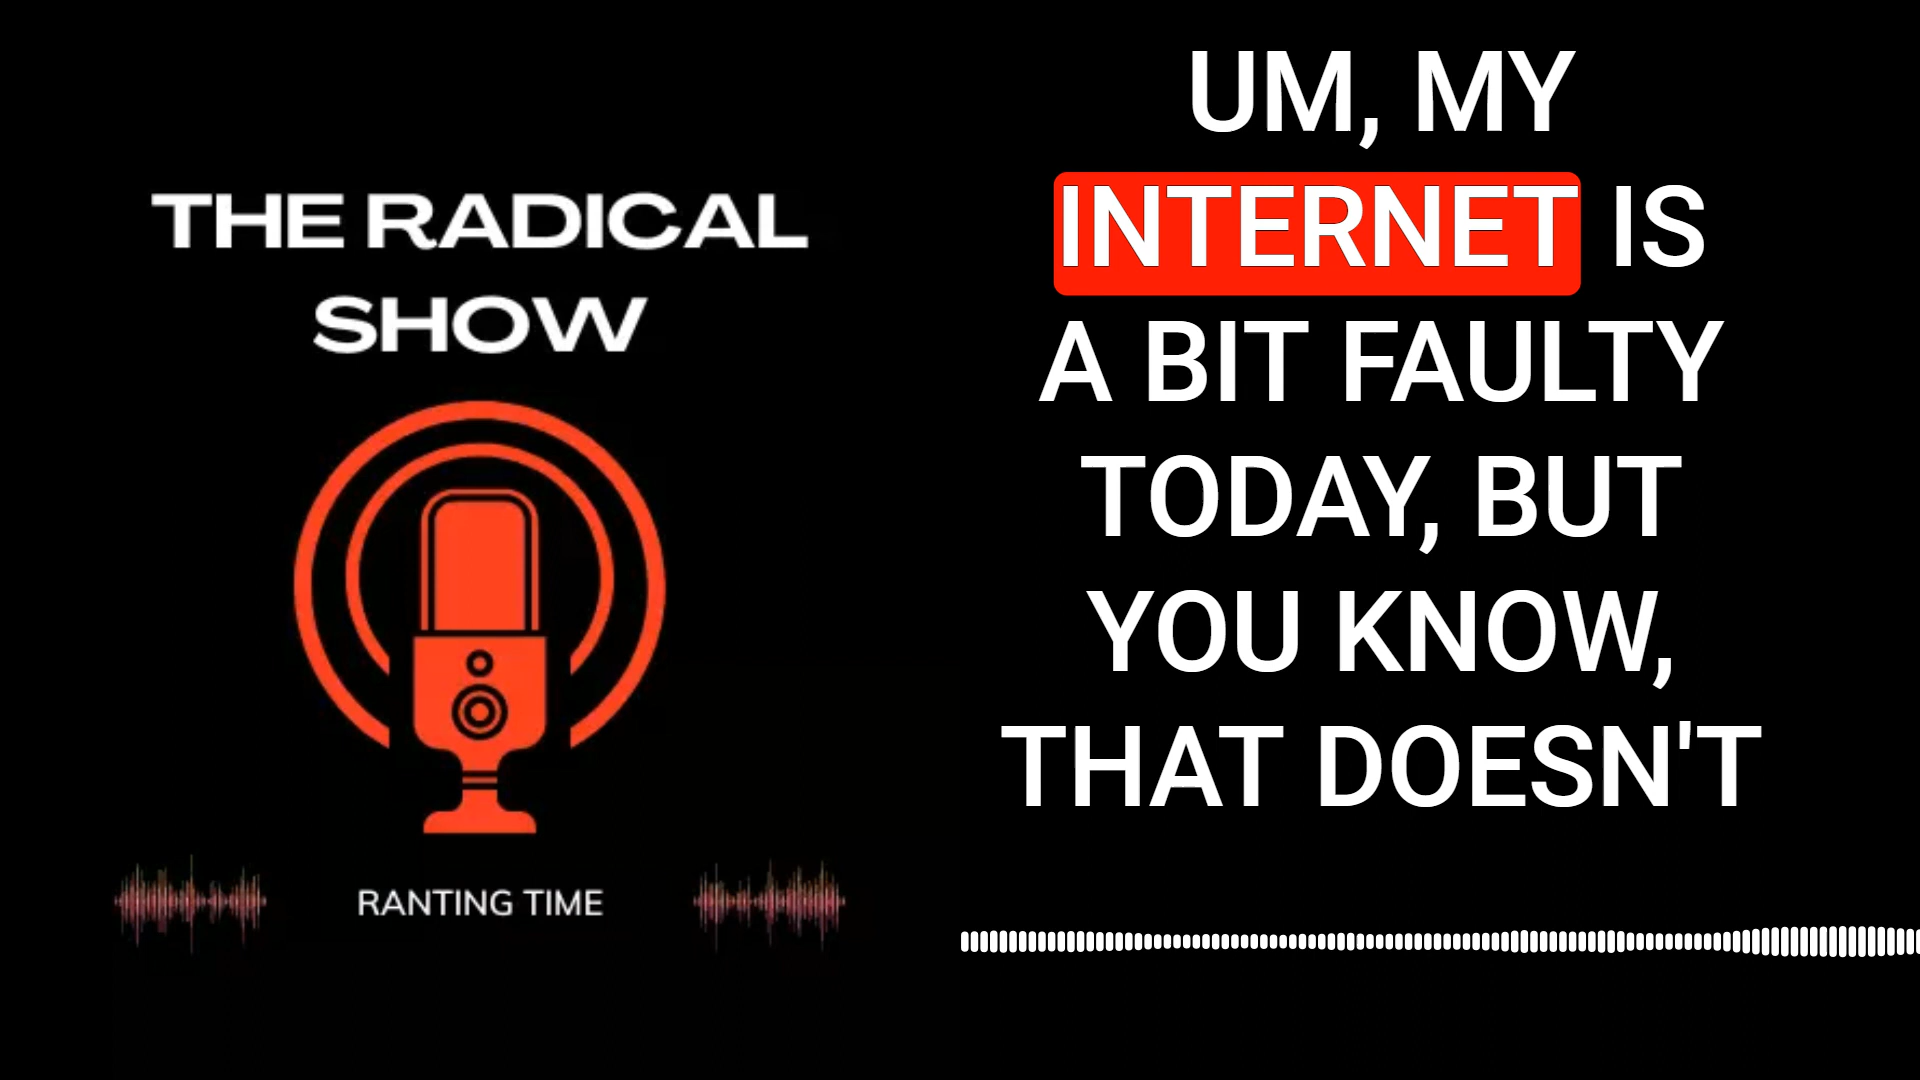 THE RADICAL
SHOW
RANTING TIME
UM, MY
INTERNET IS
A BIT FAULTY
TODAY, BUT
YOU KNOW,
THAT DOESN'T